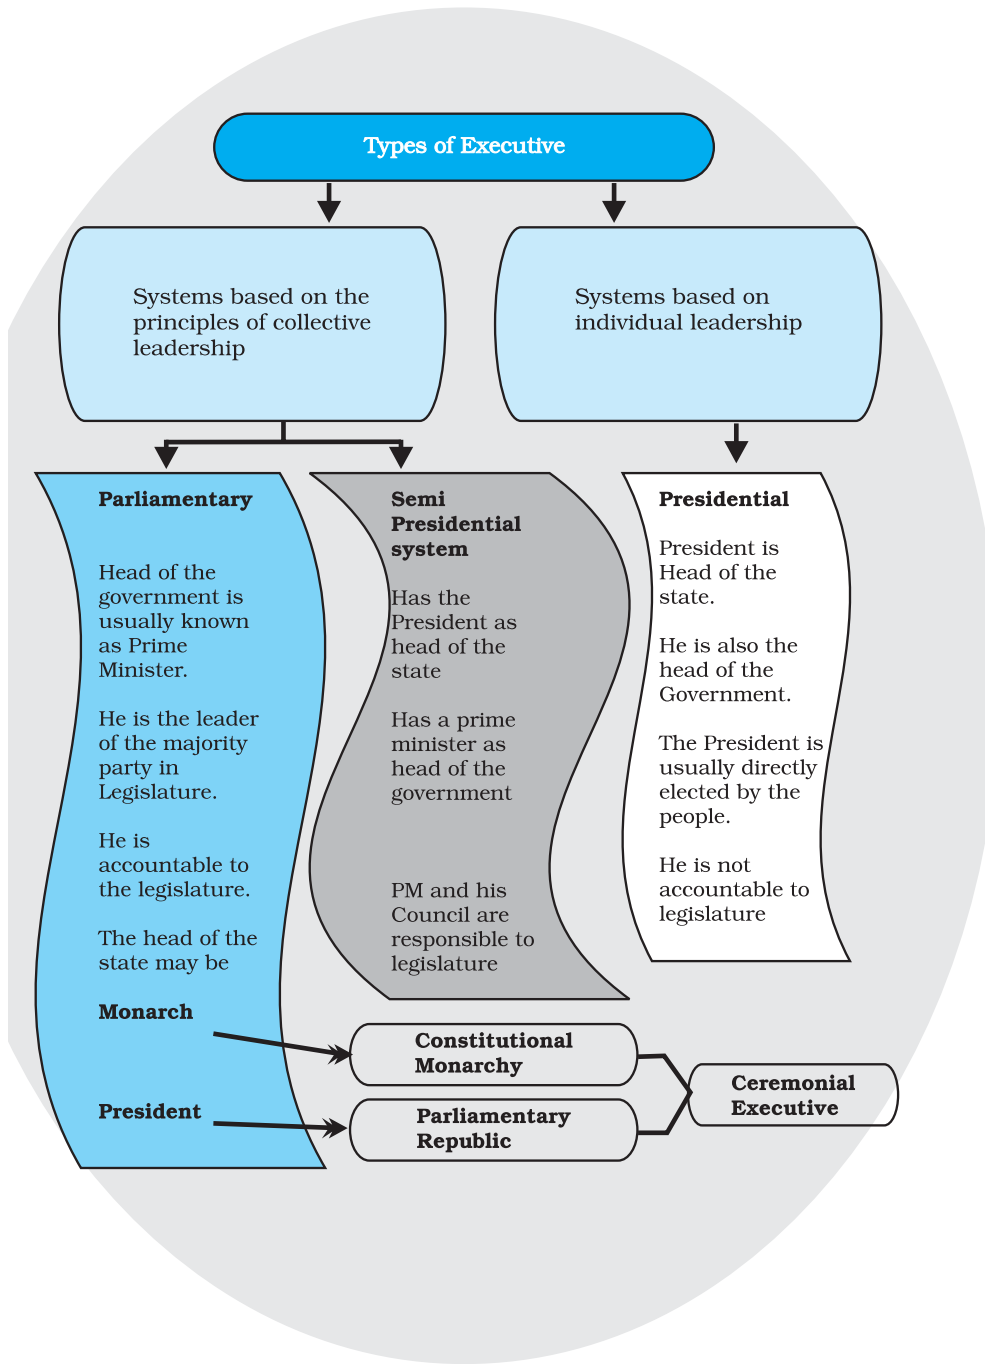 Types of Executive
Systems based on the
principles of collective
leadership
Systems based on
individual leadership
Parliamentary
Head of the
government is
usually known
as Prime
Minister.
He is the leader
of the majority
party in
Legislature.
He is
accountable to
the legislature.
The head of the
state may be
Monarch
President
Semi
Presidential
system
Has the
President as
head of the
state
Has a prime
minister as
head of the
government
PM and his
Council are
responsible to
legislature
Presidential
President is
Head of the
state.
He is also the
head of the
Government.
The President is
usually directly
elected by the
people.
He is not
accountable to
legislature
Constitutional
Monarchy
Parliamentary
Republic
Ceremonial
Executive